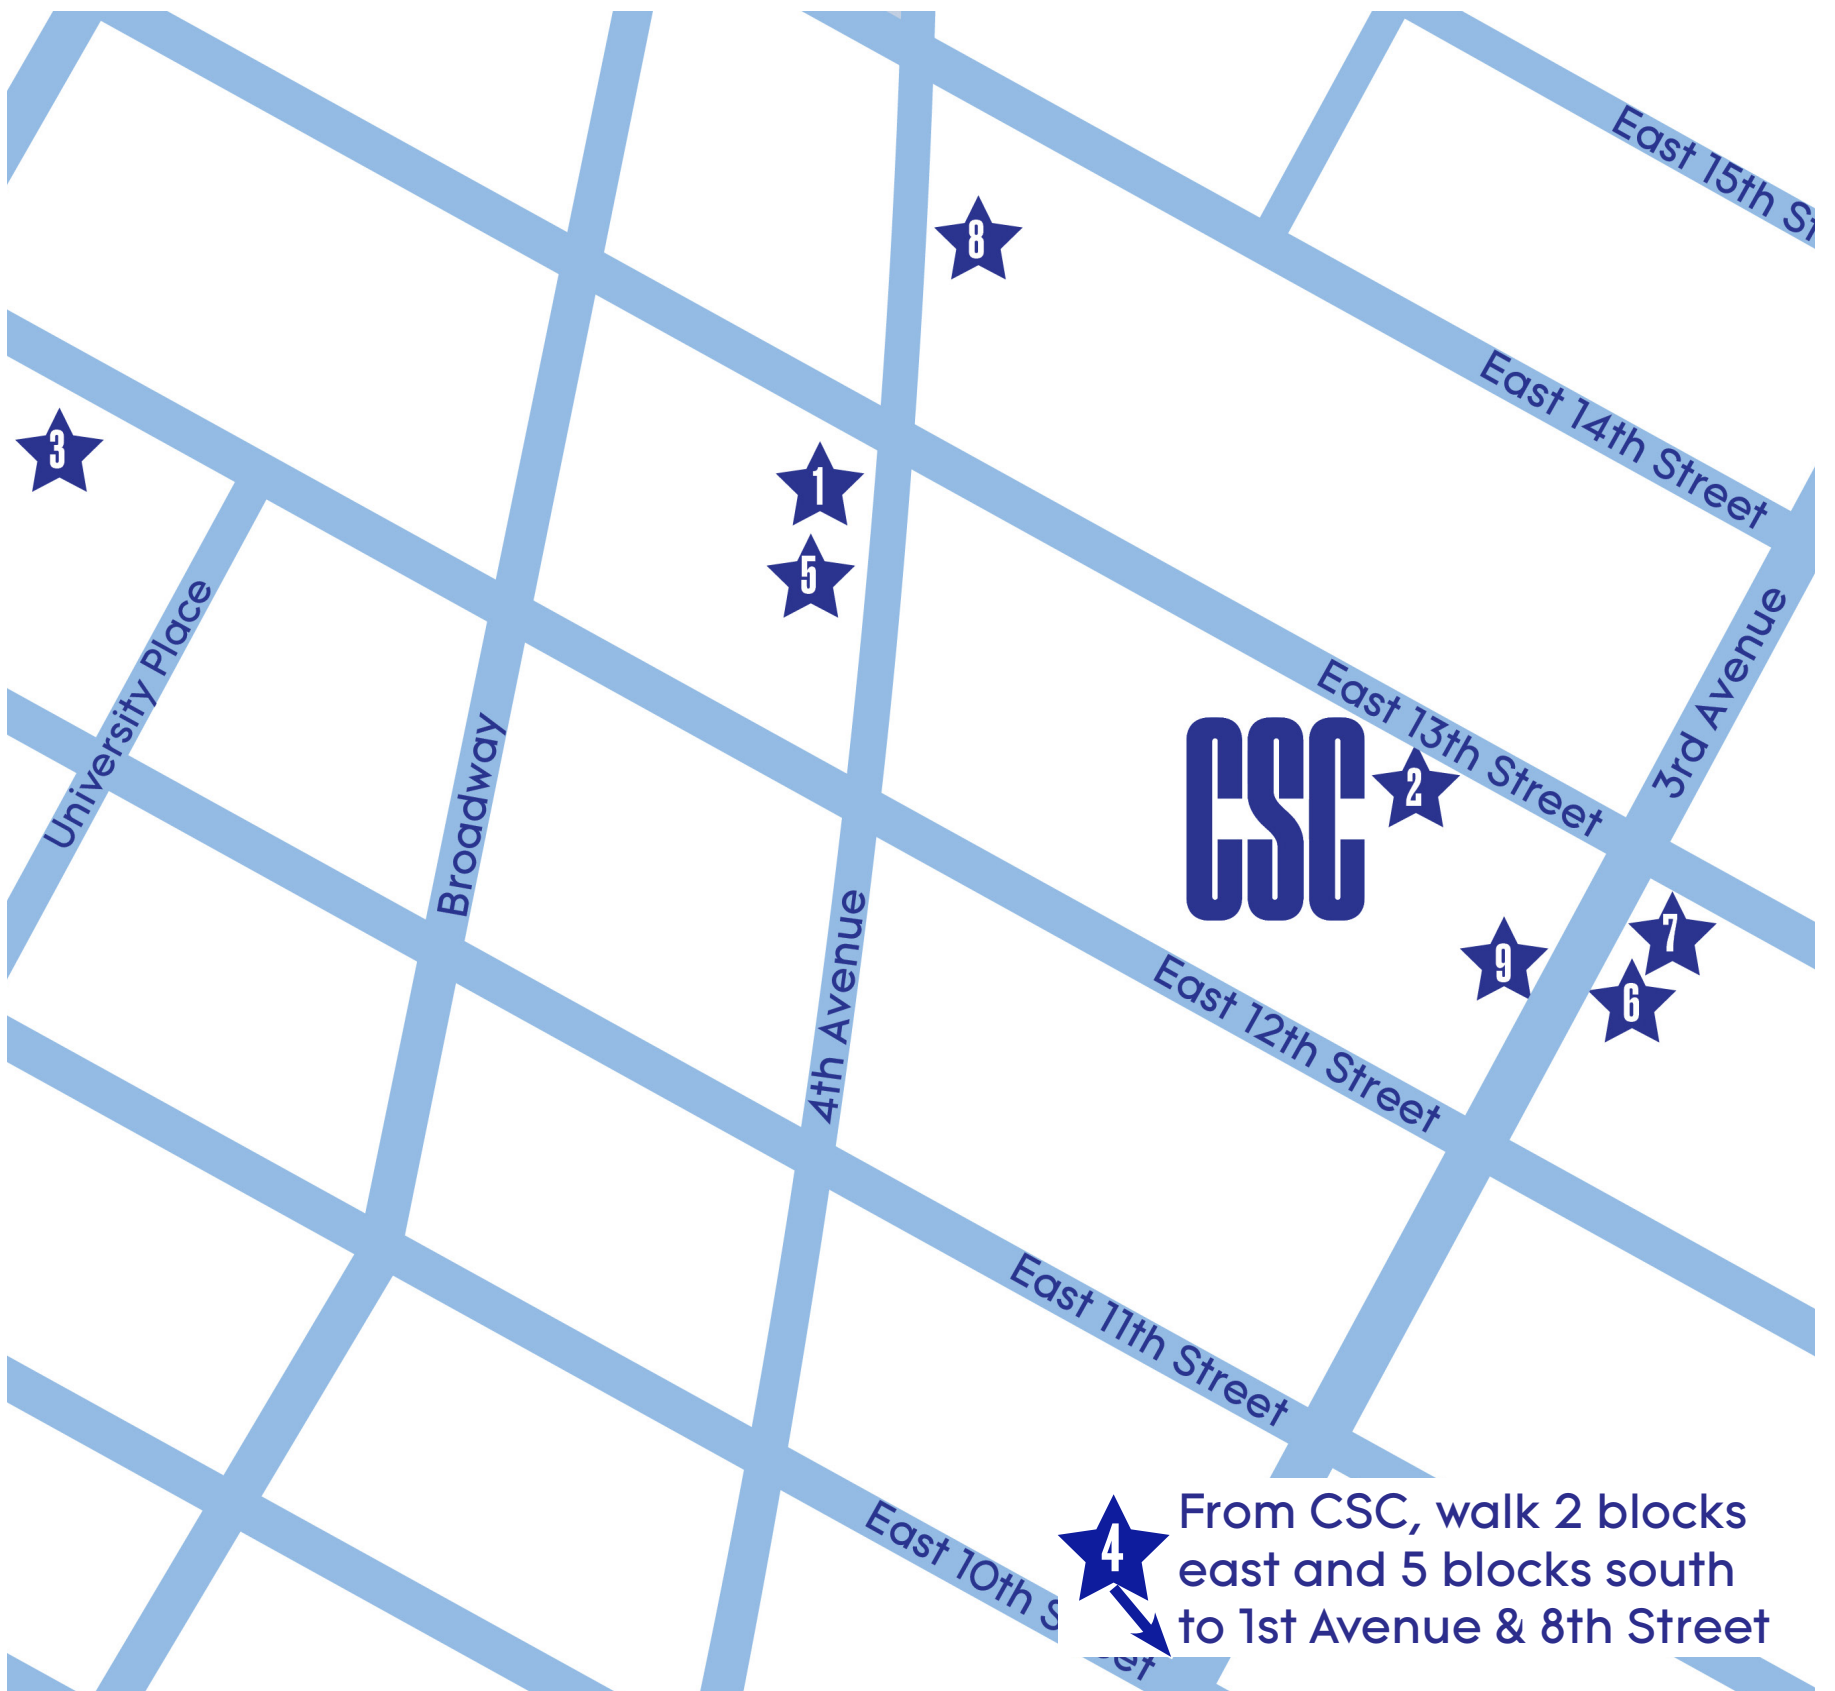 East 15th St
8
East 14th Street
3
1
5
University Place
Broadway
East 13th Street
3rd Avenue
CSC
2
4th Avenue
7
9
6
East 12th Street
East 11th Street
East 10th S
eet
4
From CSC, walk 2 blocks
east and 5 blocks south
to 1st Avenue & 8th Street